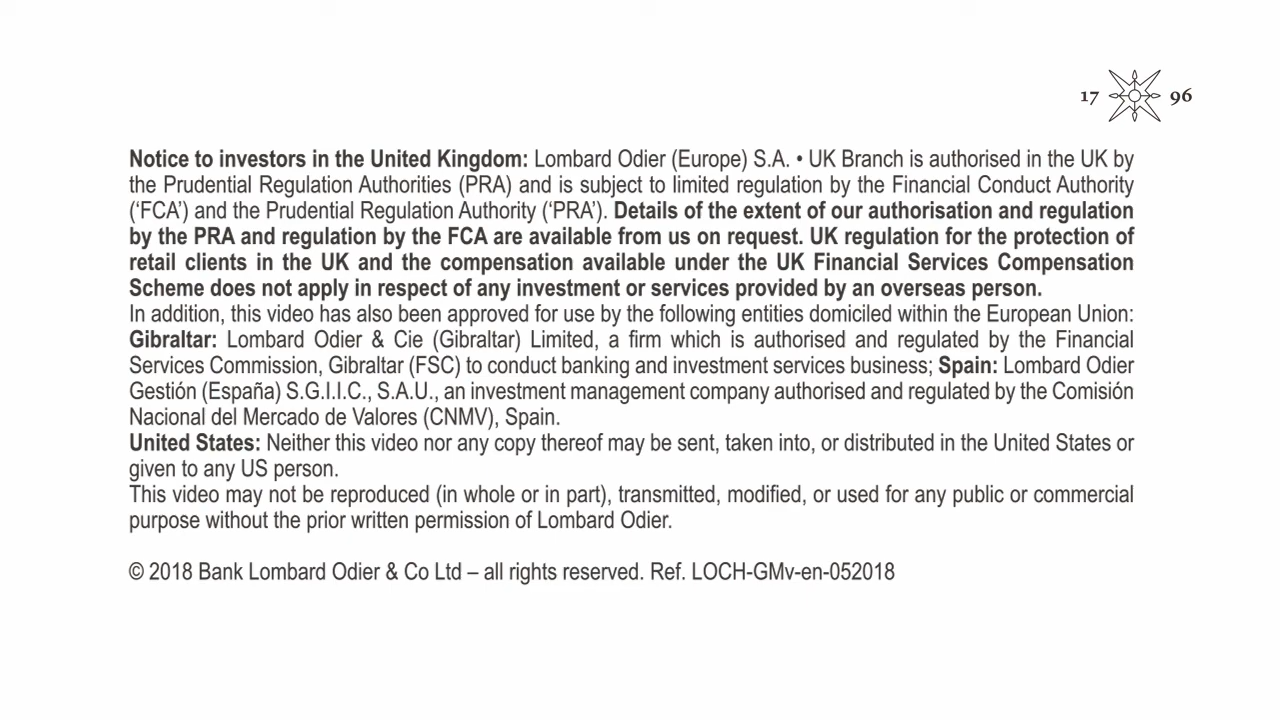 17 96
Notice to investors in the United Kingdom: Lombard Odier (Europe) S.A. • UK Branch is authorised in the UK by
the Prudential Regulation Authorities (PRA) and is subject to limited regulation by the Financial Conduct Authority
(‘FCA’) and the Prudential Regulation Authority (‘PRA’). Details of the extent of our authorisation and regulation
by the PRA and regulation by the FCA are available from us on request. UK regulation for the protection of
retail clients in the UK and the compensation available under the UK Financial Services Compensation
Scheme does not apply in respect of any investment or services provided by an overseas person.
In addition, this video has also been approved for use by the following entities domiciled within the European Union:
Gibraltar: Lombard Odier & Cie (Gibraltar) Limited, a firm which is authorised and regulated by the Financial
Services Commission, Gibraltar (FSC) to conduct banking and investment services business; Spain: Lombard Odier
Gestión (España) S.G.I.I.C., S.A.U., an investment management company authorised and regulated by the Comisión
Nacional del Mercado de Valores (CNMV), Spain.
United States: Neither this video nor any copy thereof may be sent, taken into, or distributed in the United States or
given to any US person.
This video may not be reproduced (in whole or in part), transmitted, modified, or used for any public or commercial
purpose without the prior written permission of Lombard Odier.
© 2018 Bank Lombard Odier & Co Ltd – all rights reserved. Ref. LOCH-GMv-en-052018